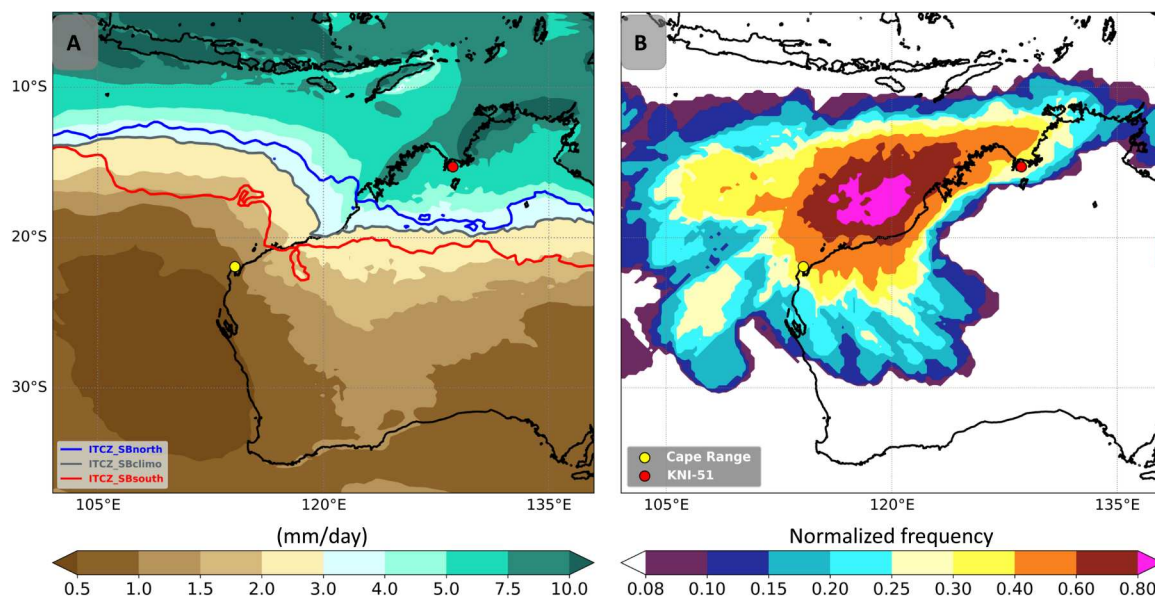 A
B
10°S
20°S
30°S
ITCZ_SBnorth
ITCZ_SBclimo
ITCZ_SBsouth
Cape Range
KNI-51
105°E 120°E 135°E
105°E 120°E 135°E
(mm/day)
Normalized frequency
0.5 1.0 1.5 2.0 3.0 4.0 5.0 7.5 10.0
0.08 0.10 0.15 0.20 0.25 0.30 0.40 0.60 0.80